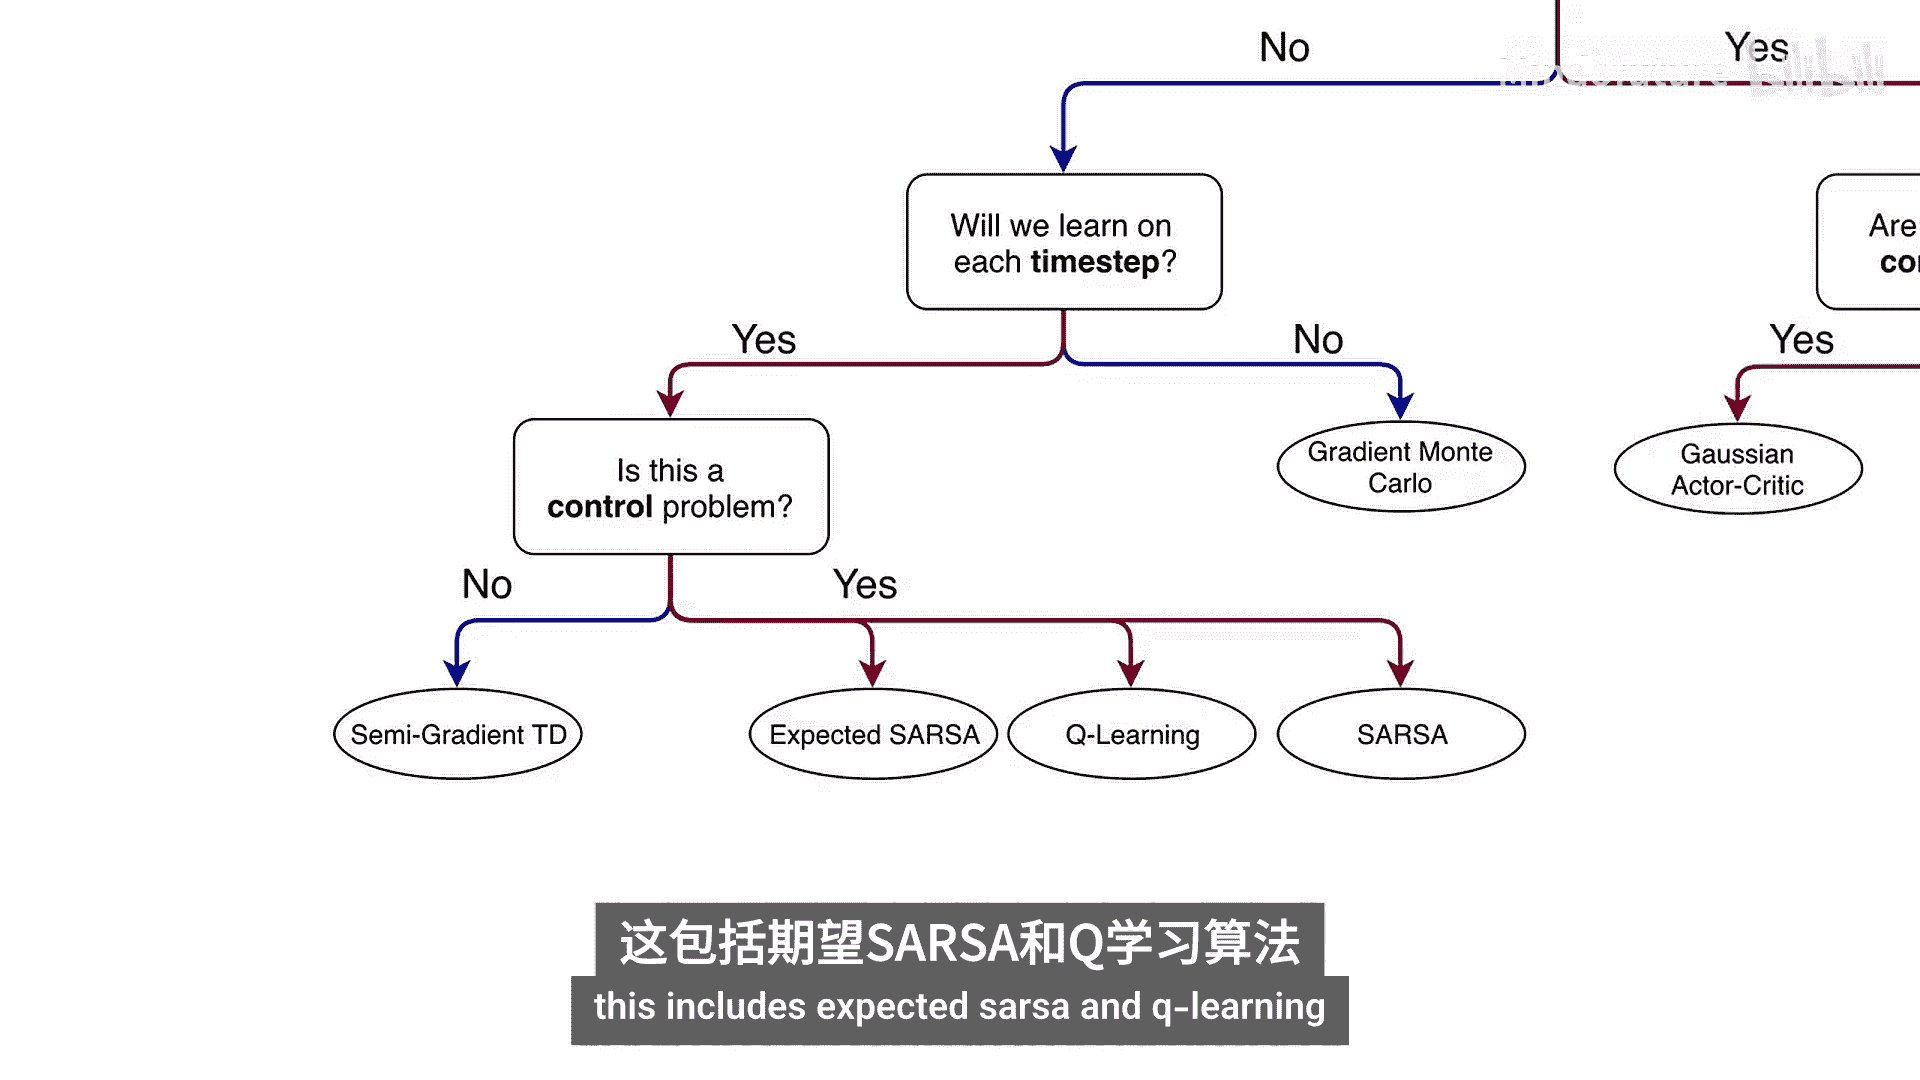 No
Yes
bilibili
Will we learn on
each timestep?
Are
co
Yes
No
Yes
Is this a
control problem?
Gradient Monte
Carlo
Gaussian
Actor-Critic
No
Yes
Semi-Gradient TD
Expected SARSA
Q-Learning
SARSA
这包括期望SARSA和Q学习算法
this includes expected sarsa and q-learning